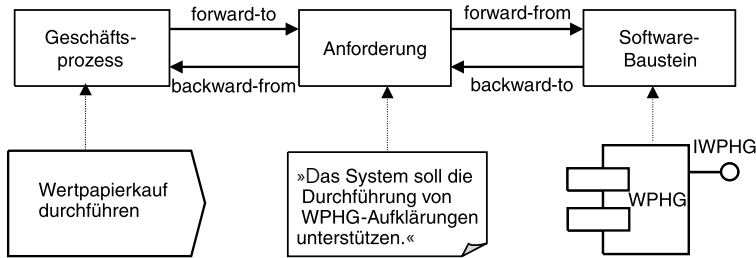 forward-to
forward-from
Geschäfts-
prozess
Anforderung
Software-
Baustein
backward-from
backward-to
Wertpapierkauf
durchführen
»Das System soll die
Durchführung von
WPHG-Aufklärungen
unterstützen.«
IWPHG
WPHG